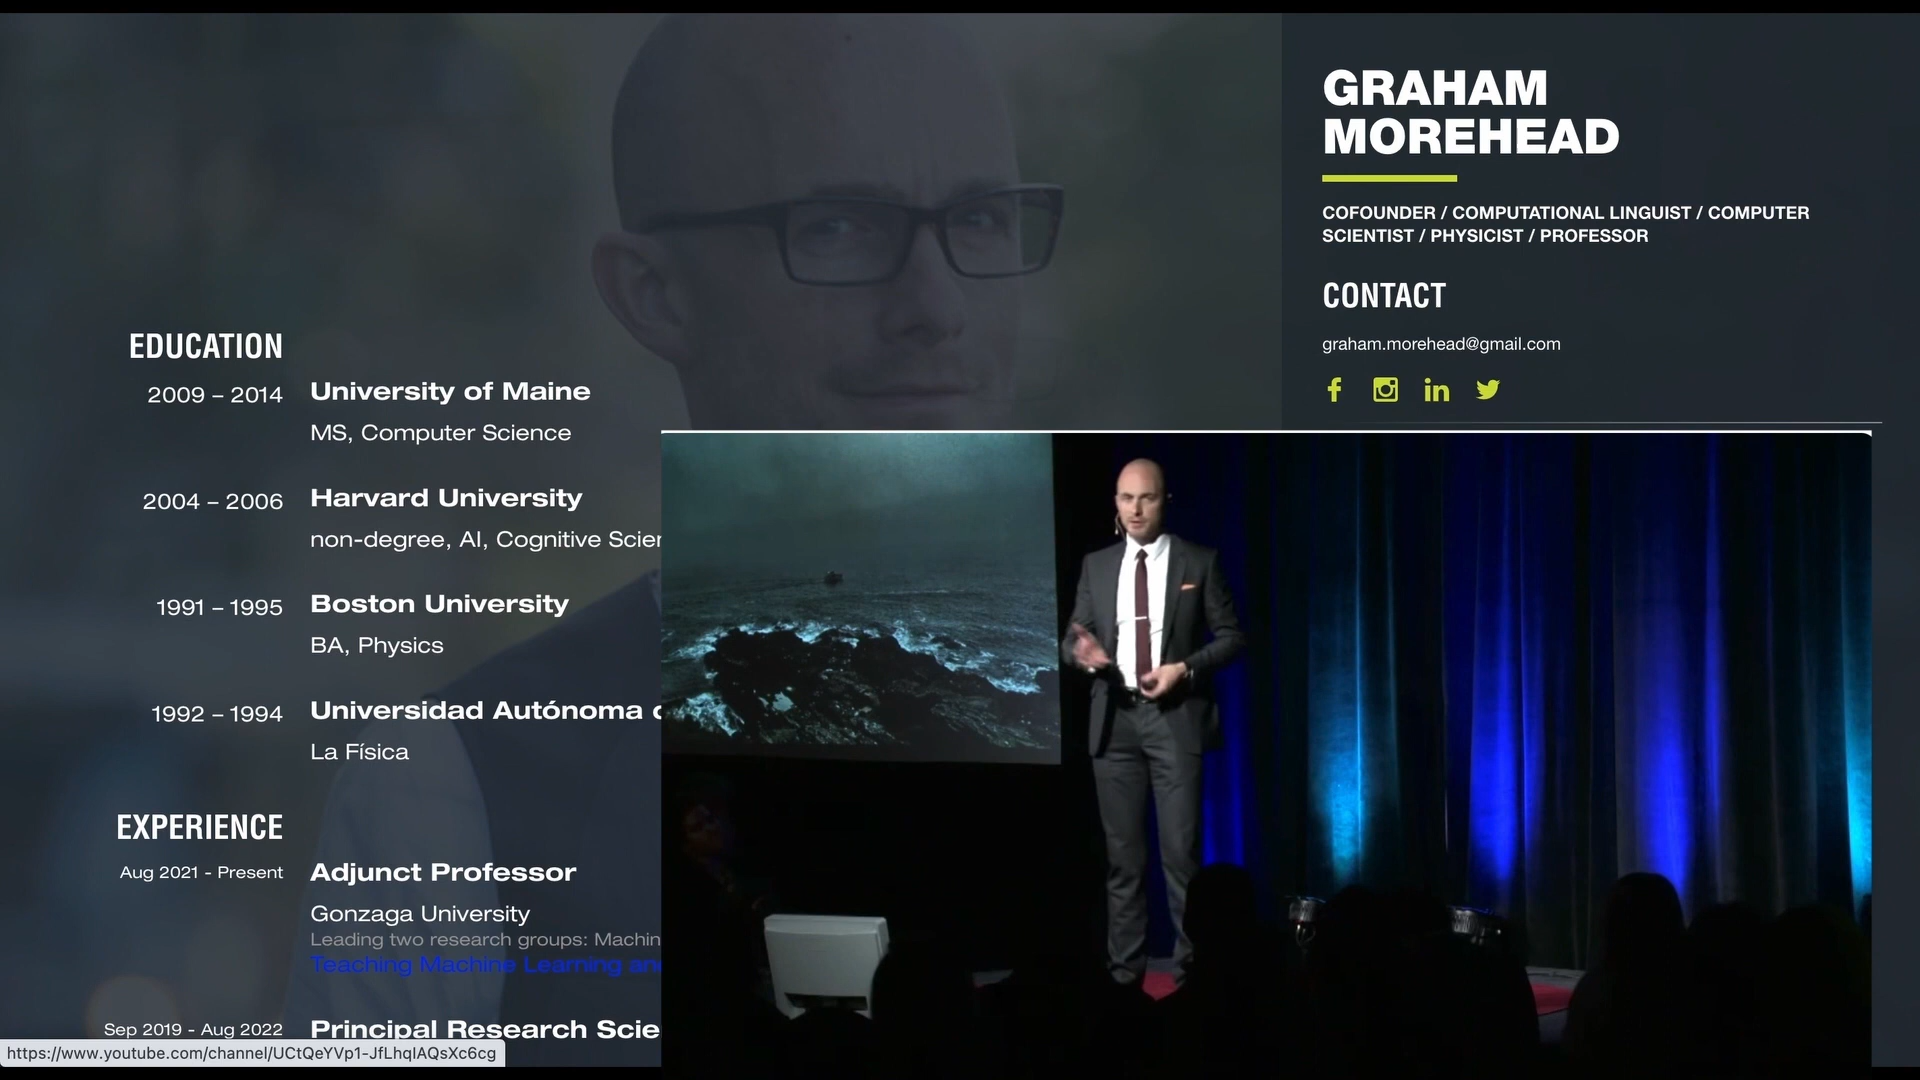 GRAHAM
MOREHEAD
COFOUNDER / COMPUTATIONAL LINGUIST / COMPUTER
SCIENTIST / PHYSICIST / PROFESSOR
CONTACT
graham.morehead@gmail.com
EDUCATION
2009 – 2014 University of Maine
MS, Computer Science
2004 – 2006 Harvard University
non-degree, AI, Cognitive
1991 – 1995 Boston University
BA, Physics
1992 – 1994 Universidad Autónoma
La Física
EXPERIENCE
Aug 2021 - Present Adjunct Professor
Gonzaga University
Leading two research groups:
Teaching Machine Learning
Sep 2019 - Aug 2022 Principal Research
https://www.youtube.com/channel/UCtQeYVp1-JfLhqIAQsXc6cg